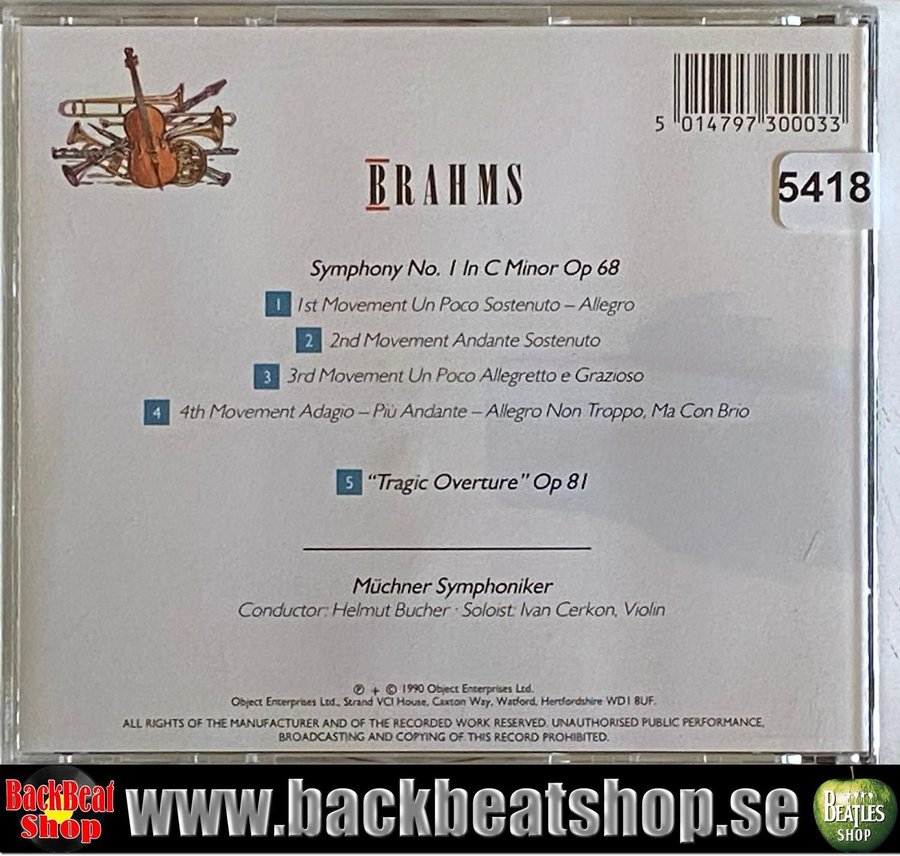 5 014797 300033
5418
BRAHMS
Symphony No. 1 In C Minor Op 68
1 1st Movement Un Poco Sostenuto – Allegro
2 2nd Movement Andante Sostenuto
3 3rd Movement Un Poco Allegretto e Grazioso
4 4th Movement Adagio – Più Andante – Allegro Non Troppo, Ma Con Brio
5 "Tragic Overture" Op 81
Müchner Symphoniker
Conductor: Helmut Bucher · Soloist: Ivan Cerkon, Violin
℗ + © 1990 Object Enterprises Ltd.
Object Enterprises Ltd., Strand VCI House, Caxton Way, Watford, Hertfordshire WD1 8UF.
ALL RIGHTS OF THE MANUFACTURER AND OF THE RECORDED WORK RESERVED. UNAUTHORISED PUBLIC PERFORMANCE,
BROADCASTING AND COPYING OF THIS RECORD PROHIBITED.
BackBeat
Shop
www.backbeatshop.se
BEATLES
SHOP